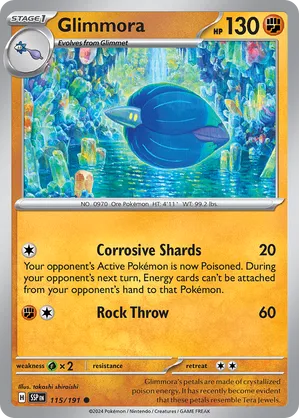 STAGE 1
Glimmora
HP 130
Evolves from Glimmet
NO. 0970 Ore Pokémon HT: 4'11" WT: 99.2 lbs.
Corrosive Shards 20
Your opponent's Active Pokémon is now Poisoned. During your opponent's next turn, Energy cards can't be attached from your opponent's hand to that Pokémon.
Rock Throw 60
weakness ×2 resistance retreat
Illus. takashi shiraishi
H SSP EN 115/191
Glimmora's petals are made of crystallized poison energy. It has recently become evident that these petals resemble Tera Jewels.
©2024 Pokémon / Nintendo / Creatures / GAME FREAK